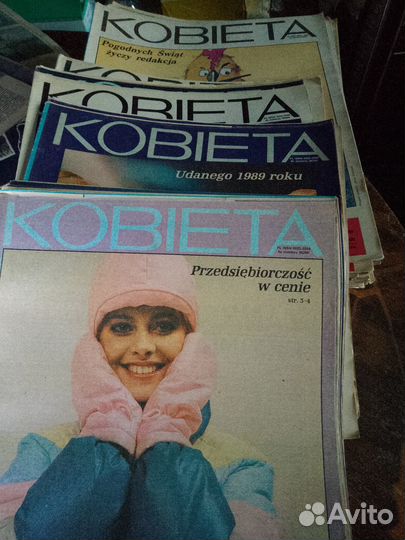 KOBIETA
Pogodnych Świąt
życzy redakcja
KOBIETA
KOBIETA
KOBIETA
Udanego 1989 roku
KOBIETA
Przedsiębiorczość
w cenie
str. 3-4
Avito